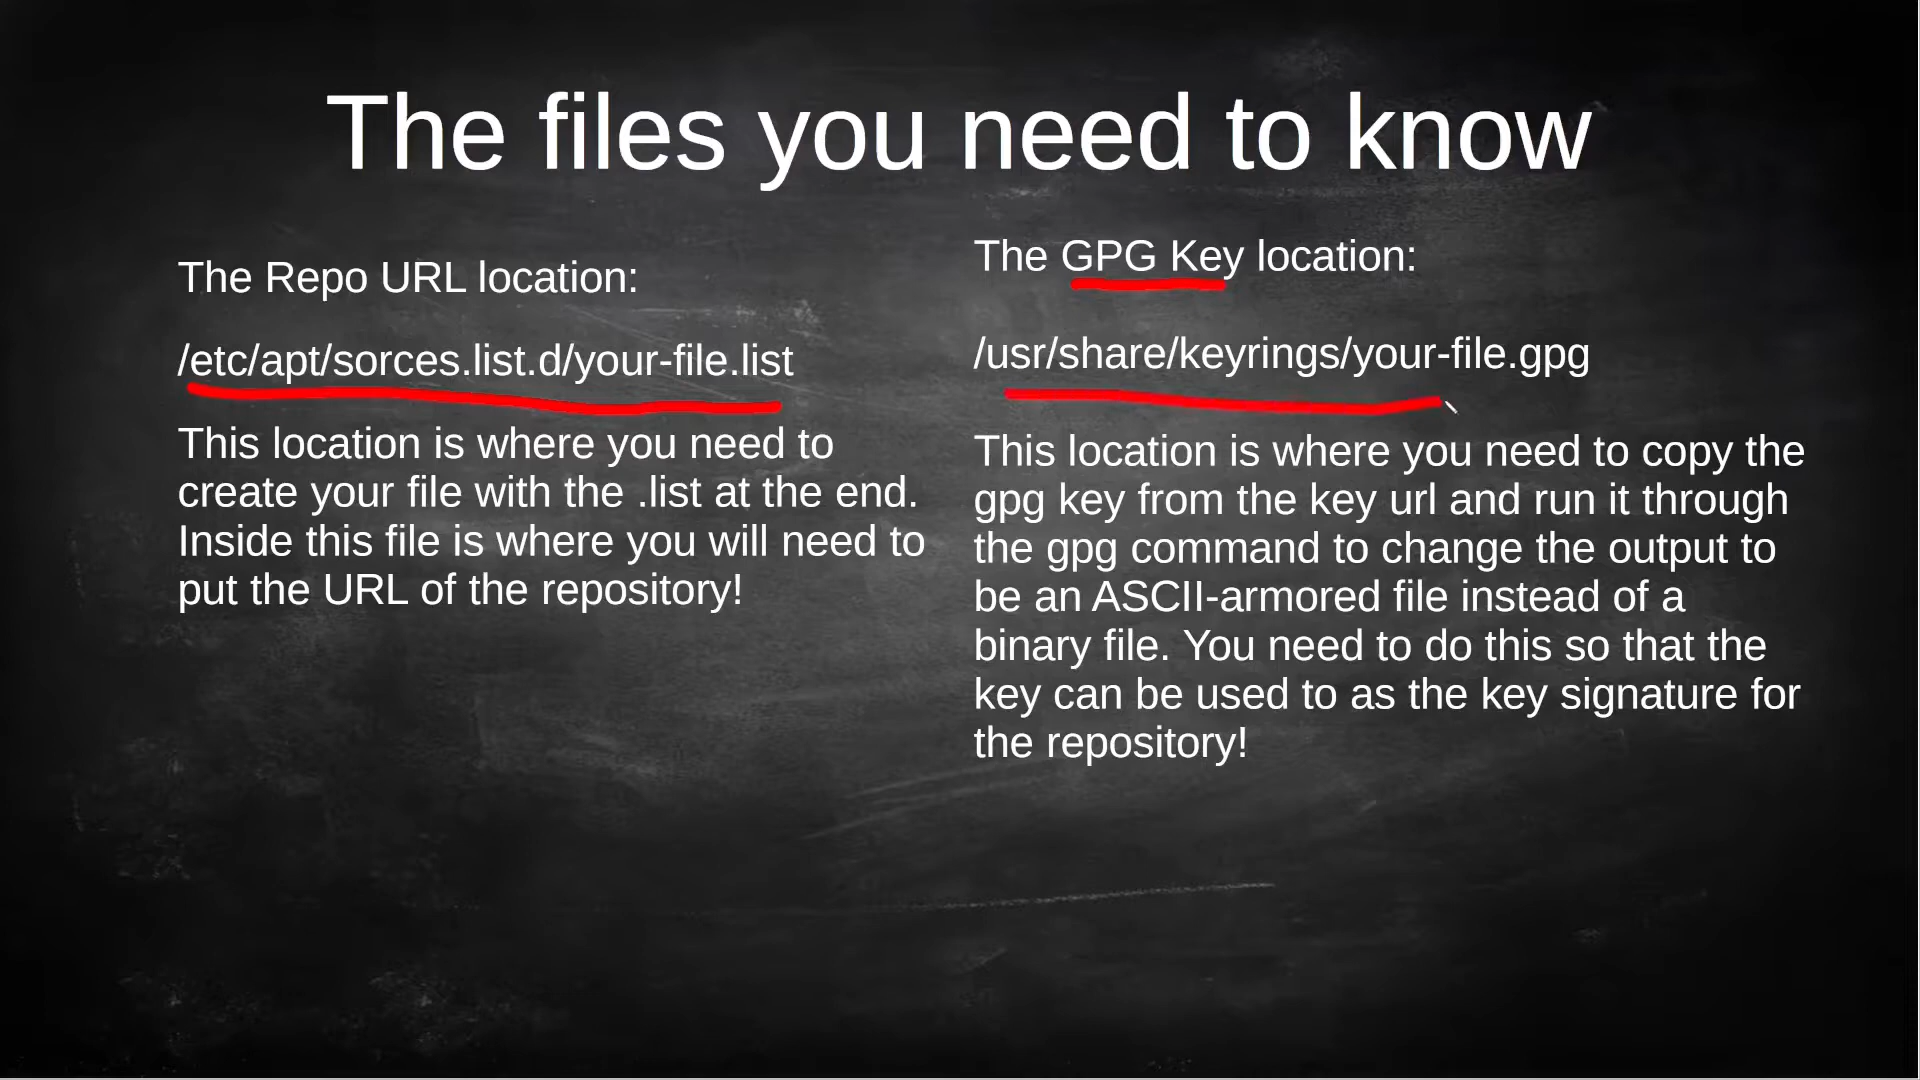 The files you need to know
The Repo URL location:
/etc/apt/sorces.list.d/your-file.list
This location is where you need to
create your file with the .list at the end.
Inside this file is where you will need to
put the URL of the repository!
The GPG Key location:
/usr/share/keyrings/your-file.gpg
This location is where you need to copy the
gpg key from the key url and run it through
the gpg command to change the output to
be an ASCII-armored file instead of a
binary file. You need to do this so that the
key can be used to as the key signature for
the repository!